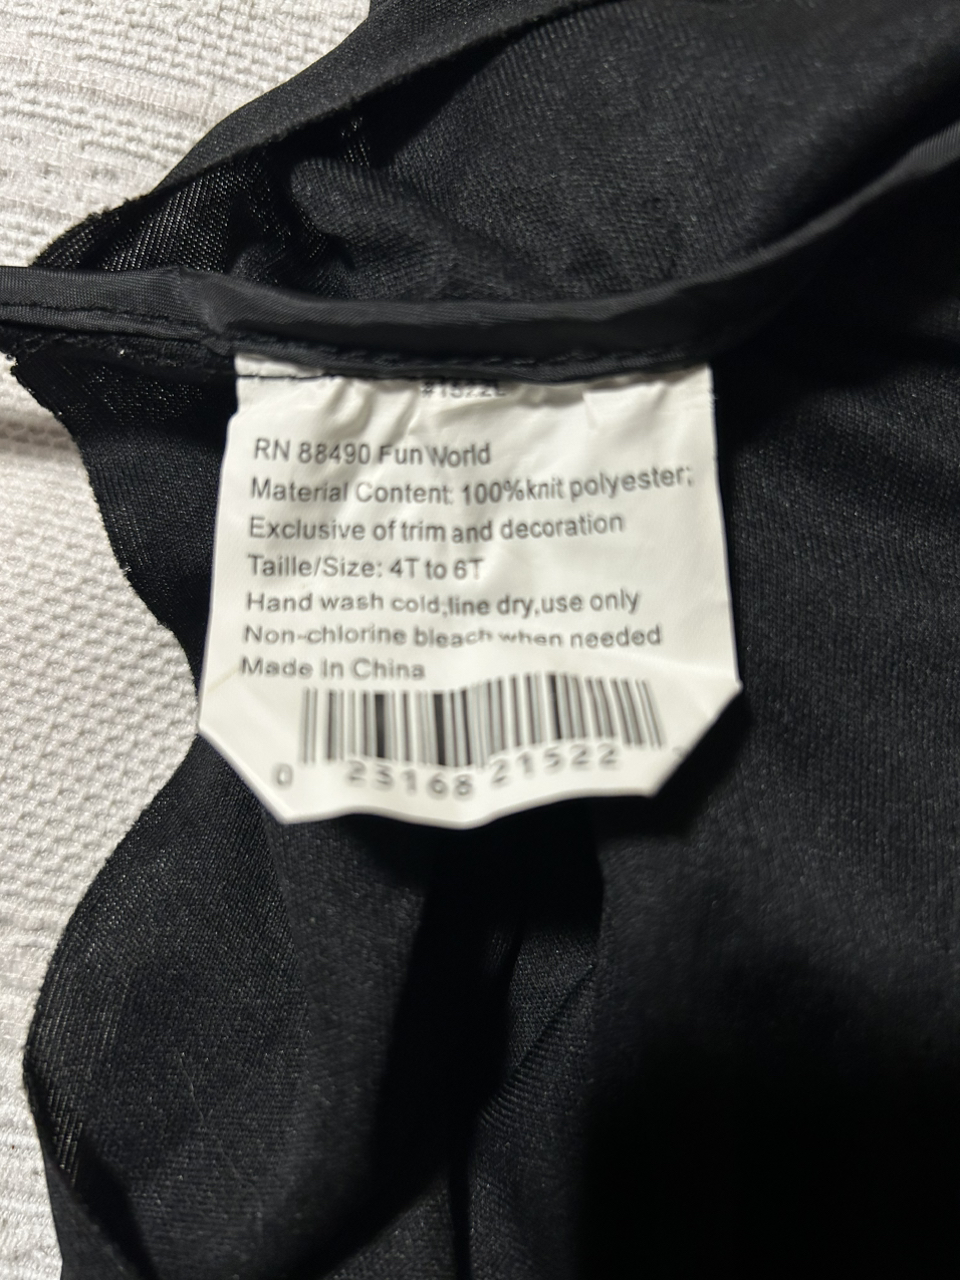 RN 88490 Fun World
Material Content: 100%knit polyester;
Exclusive of trim and decoration
Taille/Size: 4T to 6T
Hand wash cold;line dry,use only
Non-chlorine bleach when needed
Made In China
0 23168 21522